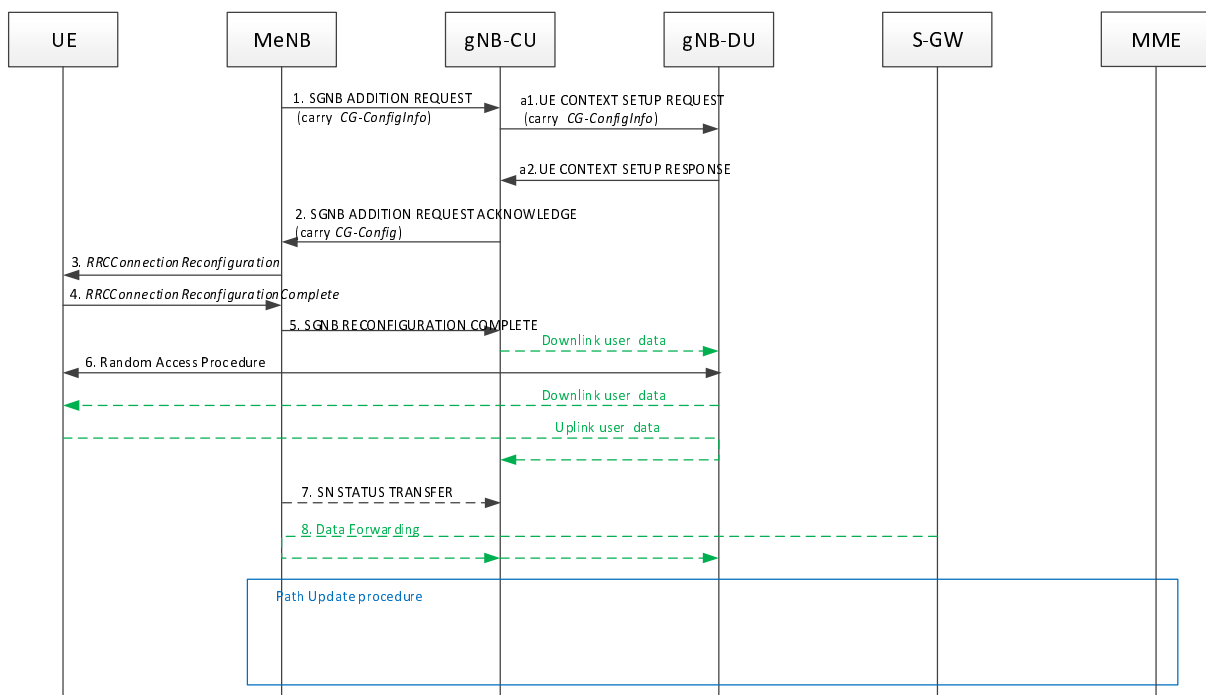 UE
MeNB
gNB-CU
gNB-DU
S-GW
MME
1. SGNB ADDITION REQUEST
(carry CG-ConfigInfo)
a1.UE CONTEXT SETUP REQUEST
(carry CG-ConfigInfo)
a2.UE CONTEXT SETUP RESPONSE
2. SGNB ADDITION REQUEST ACKNOWLEDGE
(carry CG-Config)
3. RRCConnectionReconfiguration
4. RRCConnectionReconfigurationComplete
5. SGNB RECONFIGURATION COMPLETE
Downlink user data
6. Random Access Procedure
Downlink user data
Uplink user data
7. SN STATUS TRANSFER
8. Data Forwarding
Path Update procedure